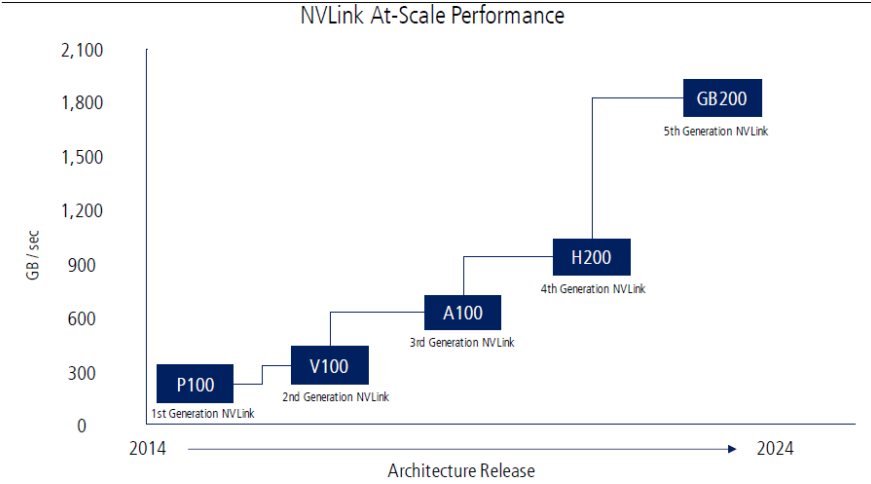 NVLink At-Scale Performance
2,100
1,800
1,500
1,200
900
600
300
0
GB / sec
GB200
5th Generation NVLink
H200
4th Generation NVLink
A100
3rd Generation NVLink
V100
2nd Generation NVLink
P100
1st Generation NVLink
2014
2024
Architecture Release